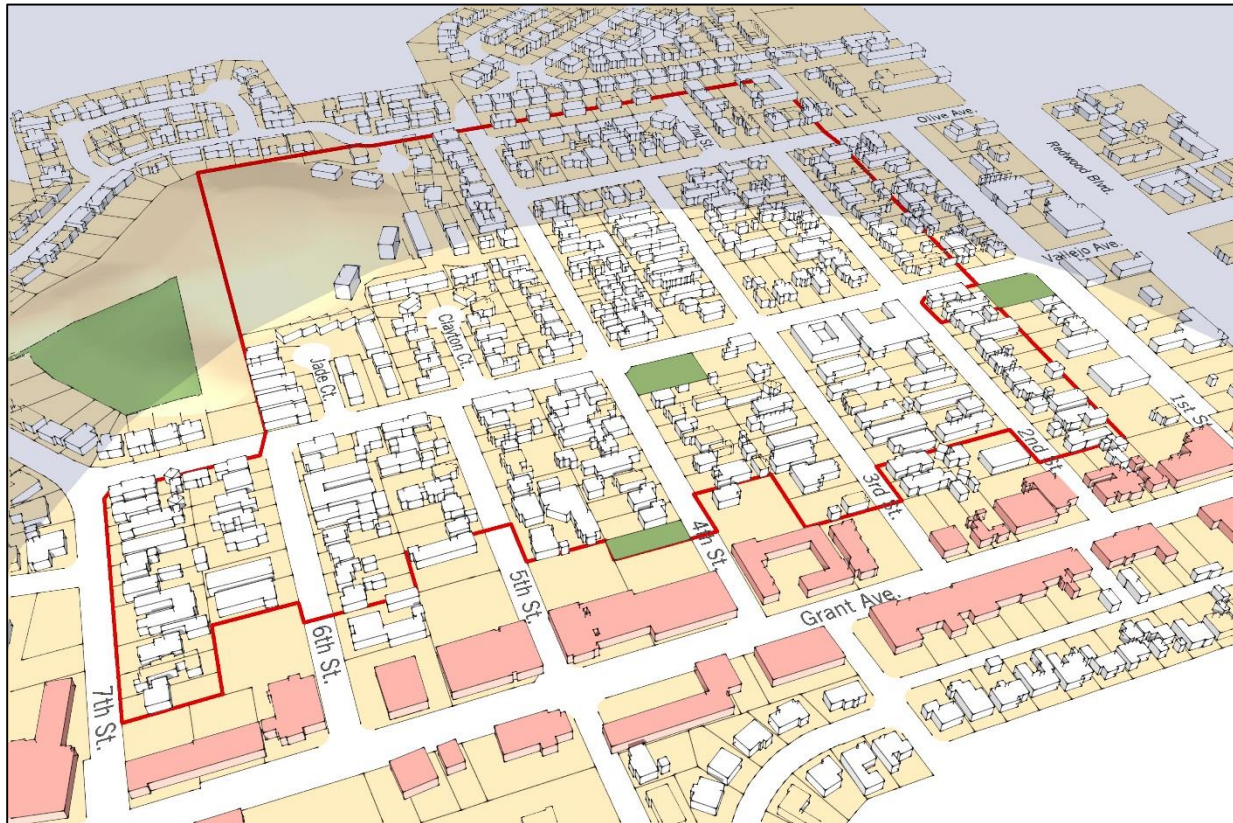 2nd St.
Olive Ave.
Redwood Blvd.
Vallejo Ave.
Clayton Ct.
Jade Ct.
1st St.
2nd St.
3rd St.
4th St.
5th St.
Grant Ave.
6th St.
7th St.